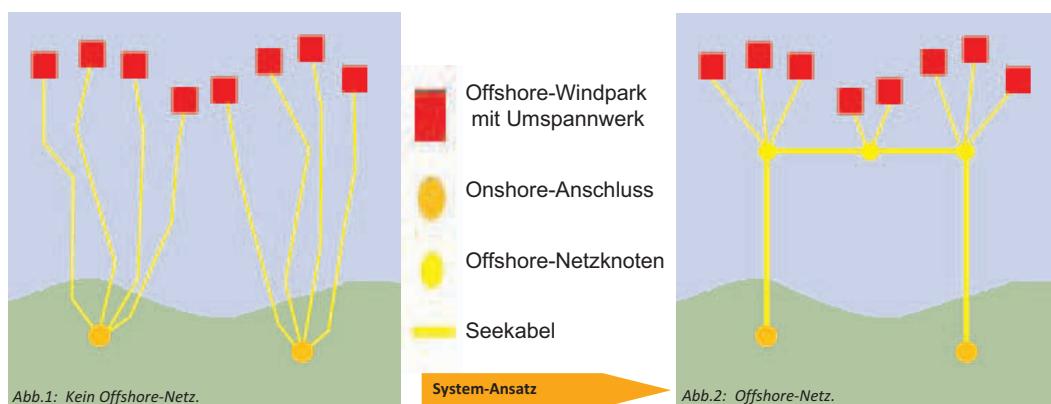 Offshore-Windpark
mit Umspannwerk
Onshore-Anschluss
Offshore-Netzknoten
Seekabel
System-Ansatz
Abb.1: Kein Offshore-Netz.
Abb.2: Offshore-Netz.